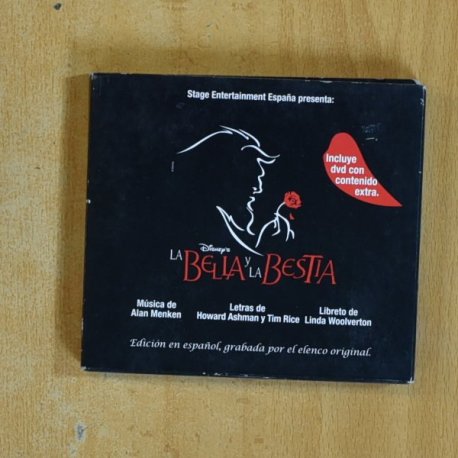 Stage Entertainment España presenta:
Incluye
dvd con
contenido
extra.
Disney's
LA BELLA y LA BESTIA
Música de
Alan Menken
Letras de
Howard Ashman y Tim Rice
Libreto de
Linda Woolverton
Edición en español, grabada por el elenco original.